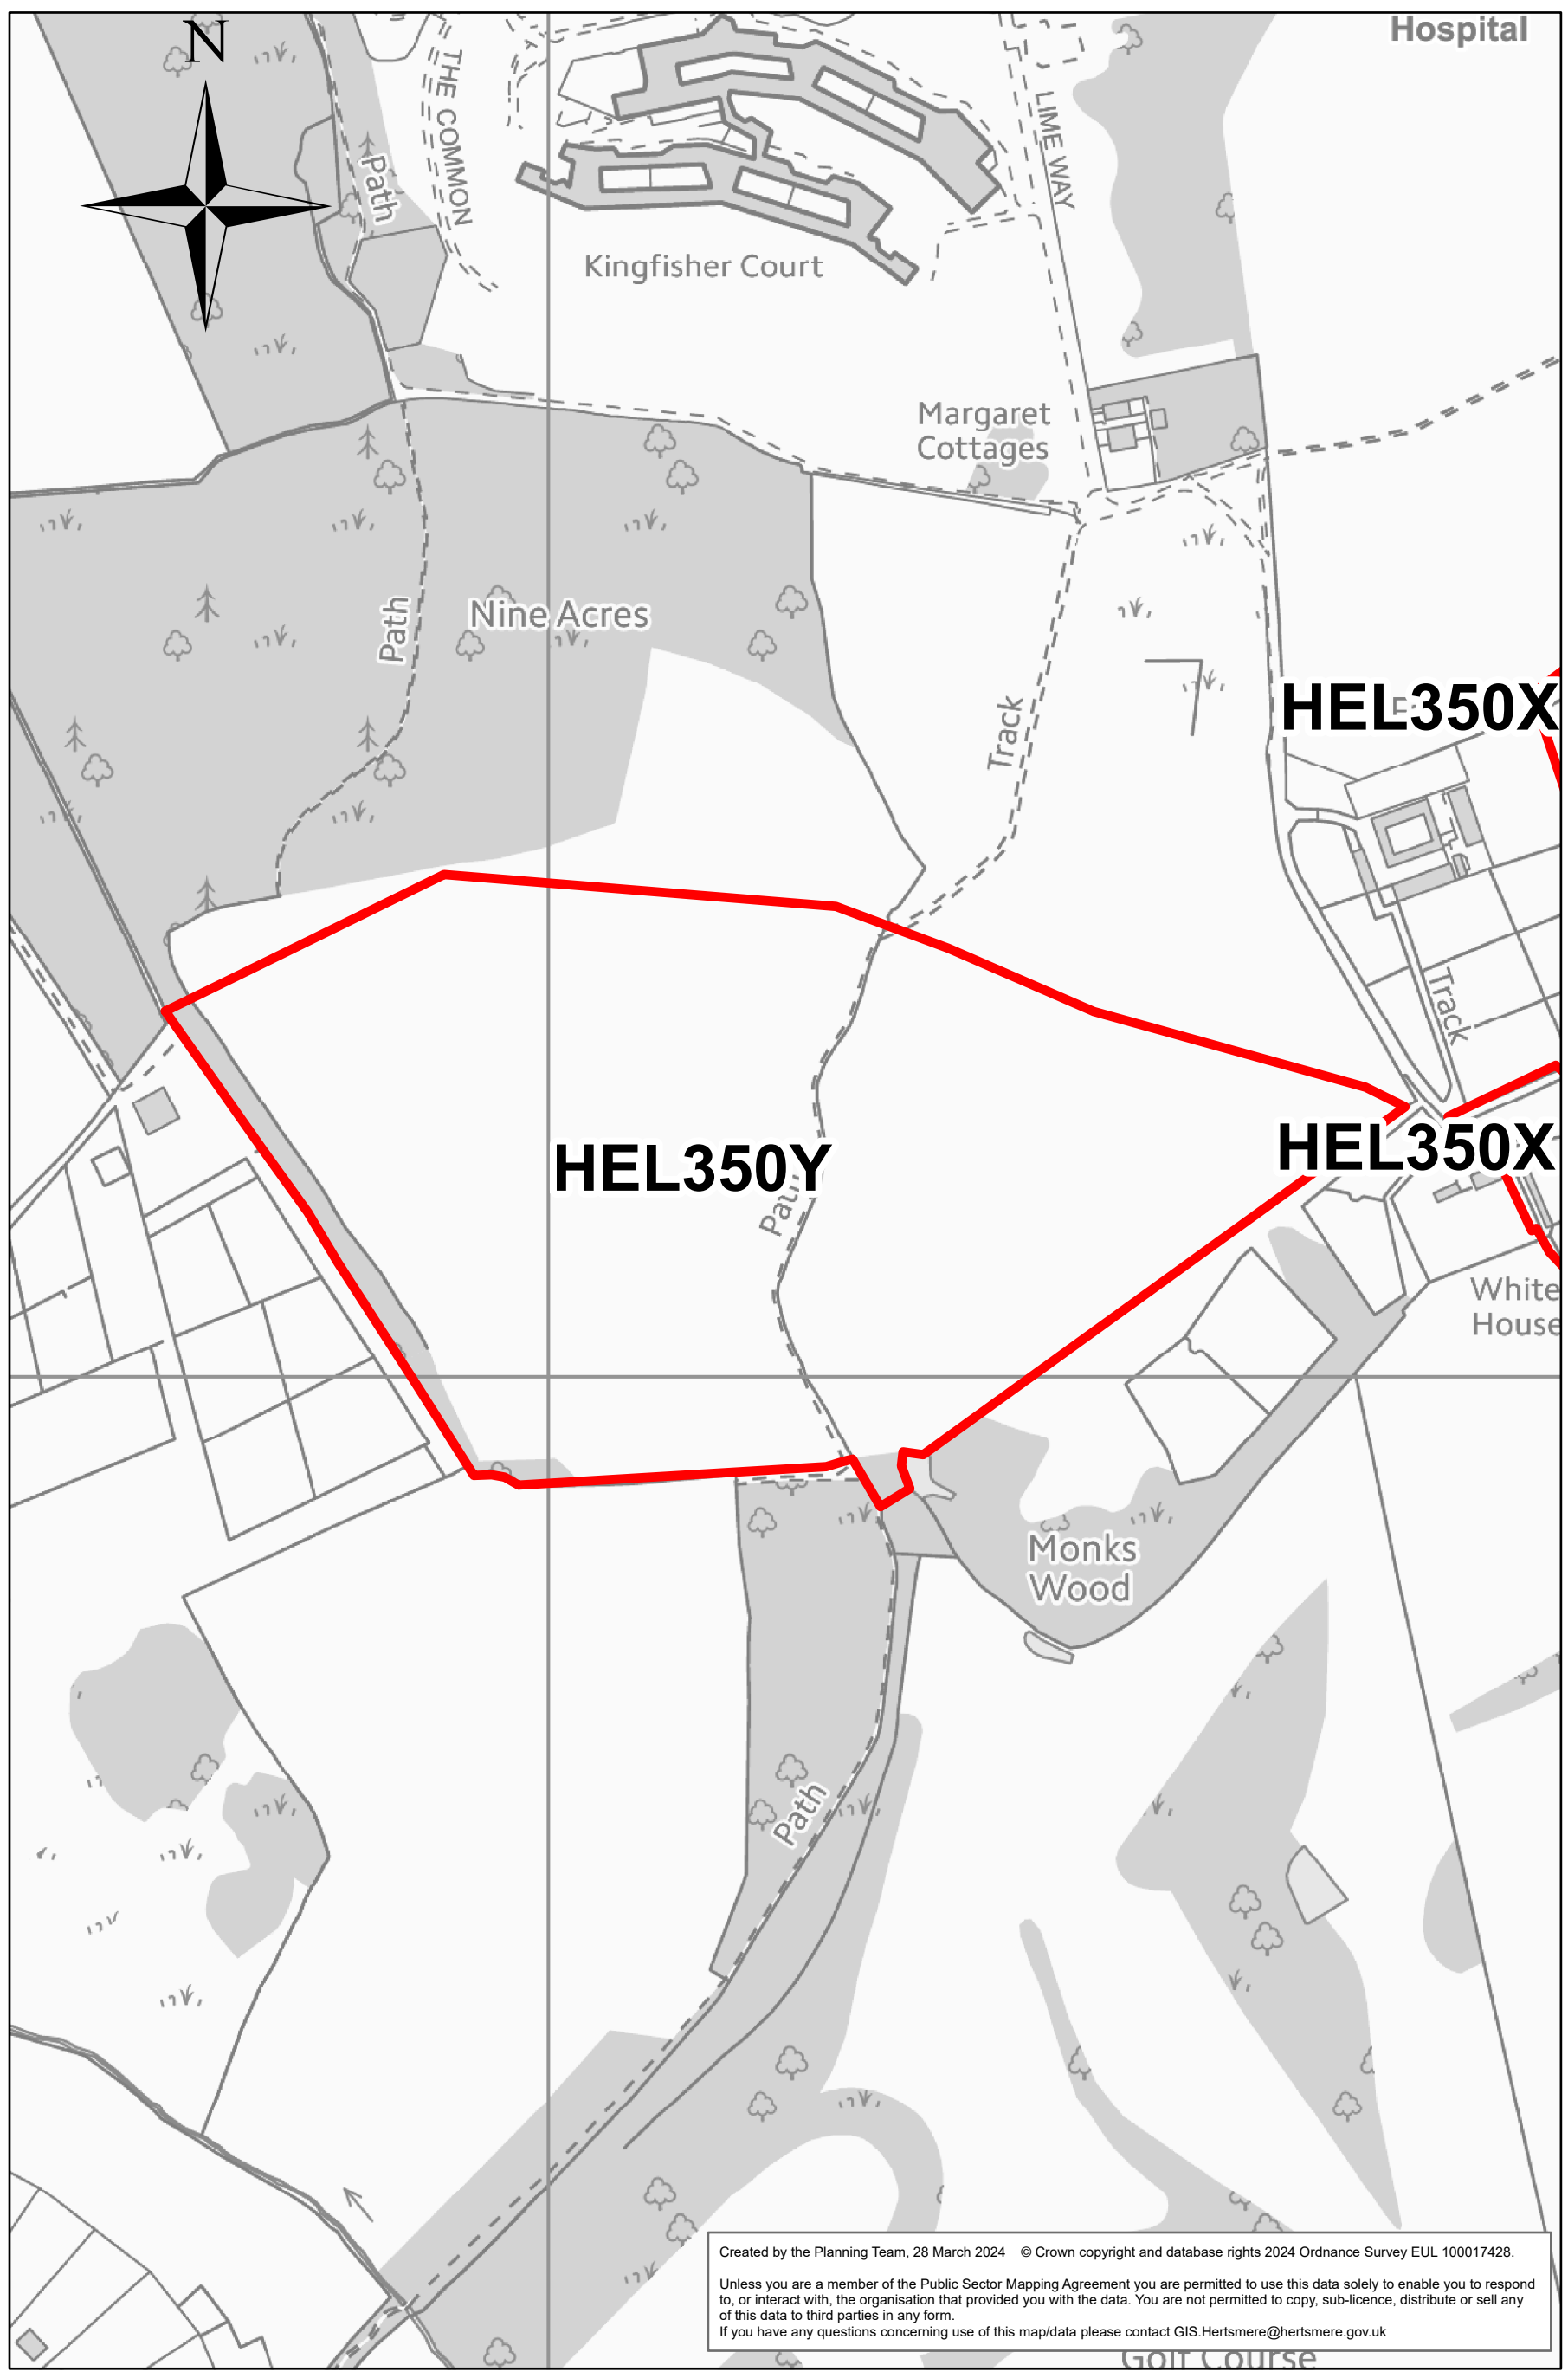 Hospital
N
THE COMMON
LIME WAY
Path
Kingfisher Court
Margaret
Cottages
Path
Nine Acres
Track
HEL350X
Track
HEL350Y
HEL350X
White
House
Monks
Wood
Path
Created by the Planning Team, 28 March 2024 © Crown copyright and database rights 2024 Ordnance Survey EUL 100017428.
Unless you are a member of the Public Sector Mapping Agreement you are permitted to use this data solely to enable you to respond
to, or interact with, the organisation that provided you with the data. You are not permitted to copy, sub-licence, distribute or sell any
of this data to third parties in any form.
If you have any questions concerning use of this map/data please contact GIS.Hertsmere@hertsmere.gov.uk
Golf Course